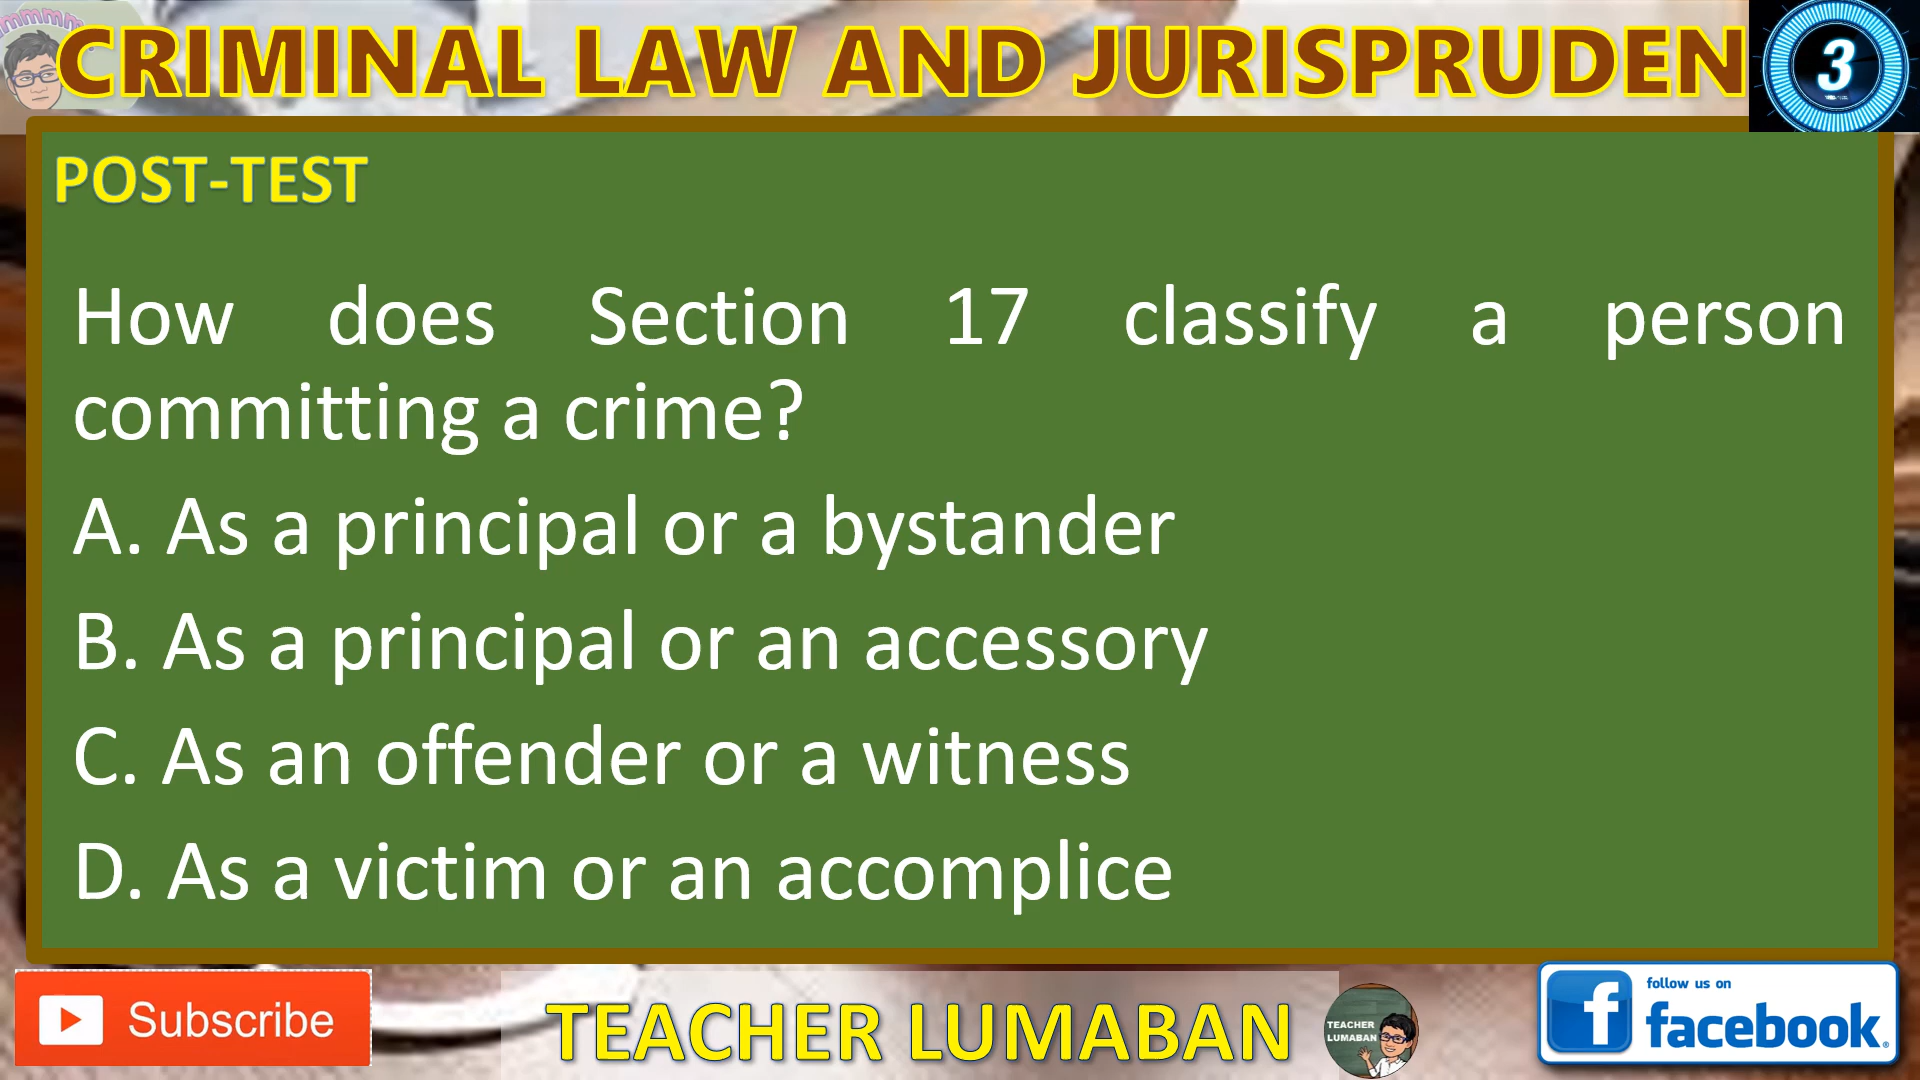 mmmm
CRIMINAL LAW AND JURISPRUDEN
3
POST-TEST
How does Section 17 classify a person
committing a crime?
A. As a principal or a bystander
B. As a principal or an accessory
C. As an offender or a witness
D. As a victim or an accomplice
Subscribe
TEACHER LUMABAN
TEACHER
LUMABAN
follow us on
facebook